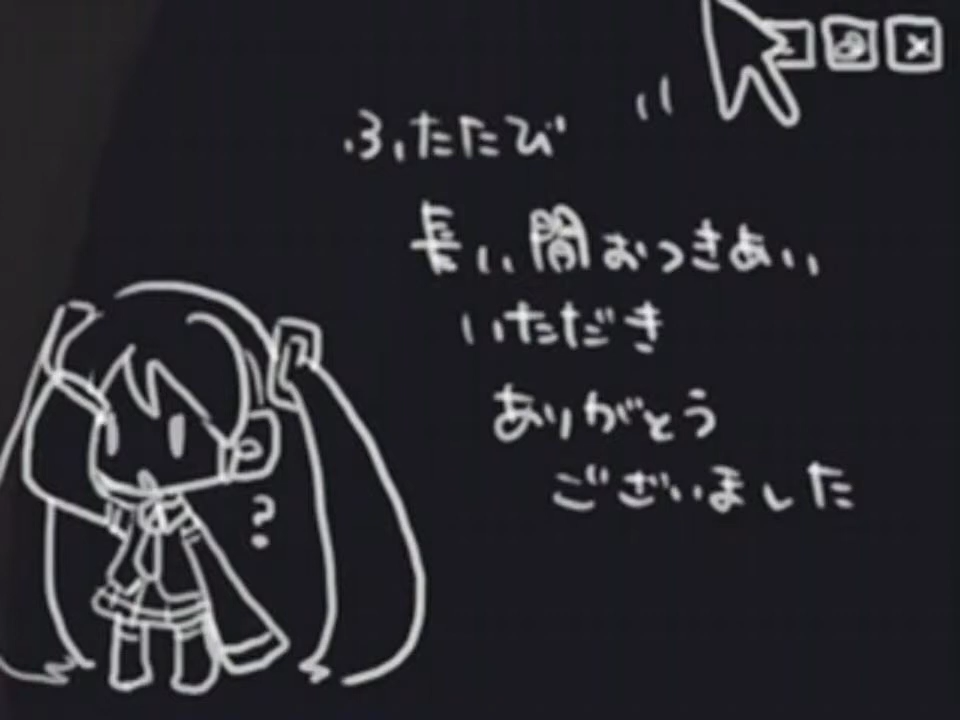 ふたたび
長い間おつきあい
いただき
ありがとう
ございました
?